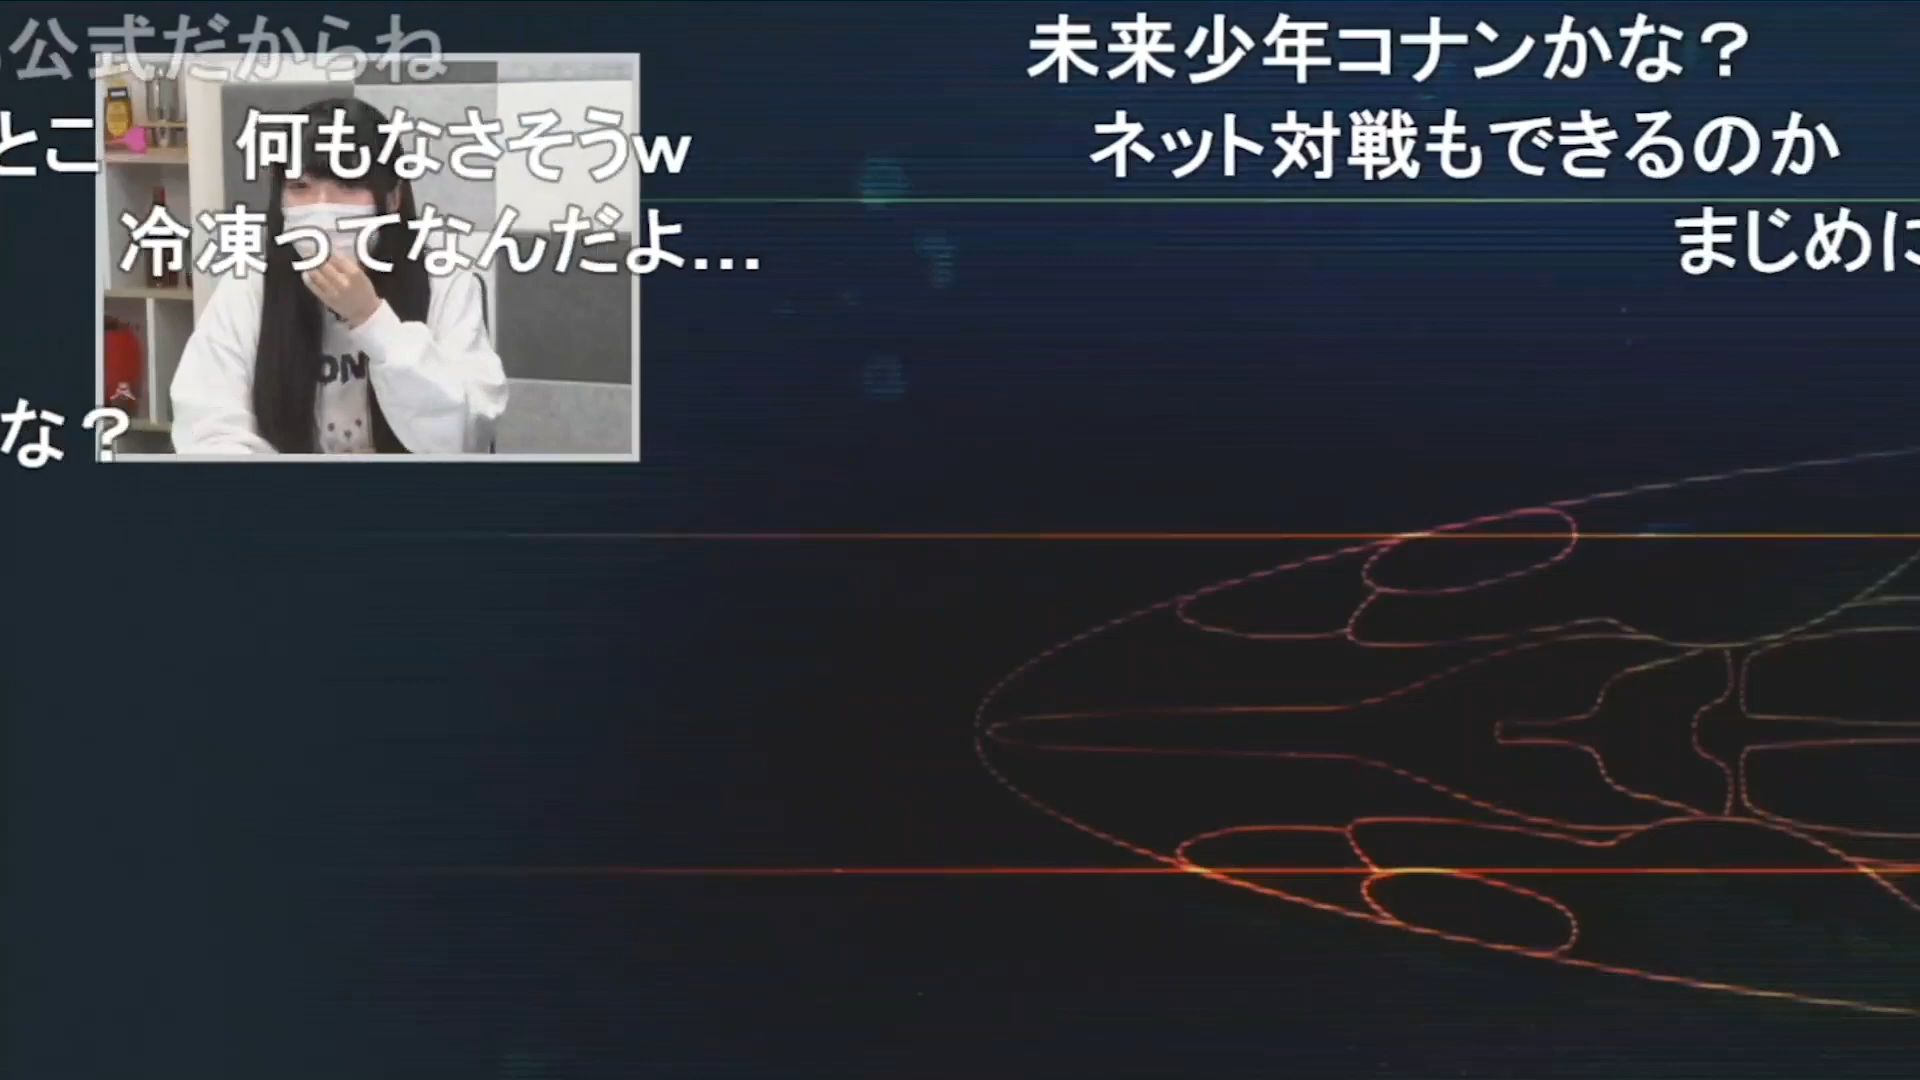 公式だからね
未来少年コナンかな？
とこ
何もなさそうw
ネット対戦もできるのか
冷凍ってなんだよ...
まじめに
ON
な？